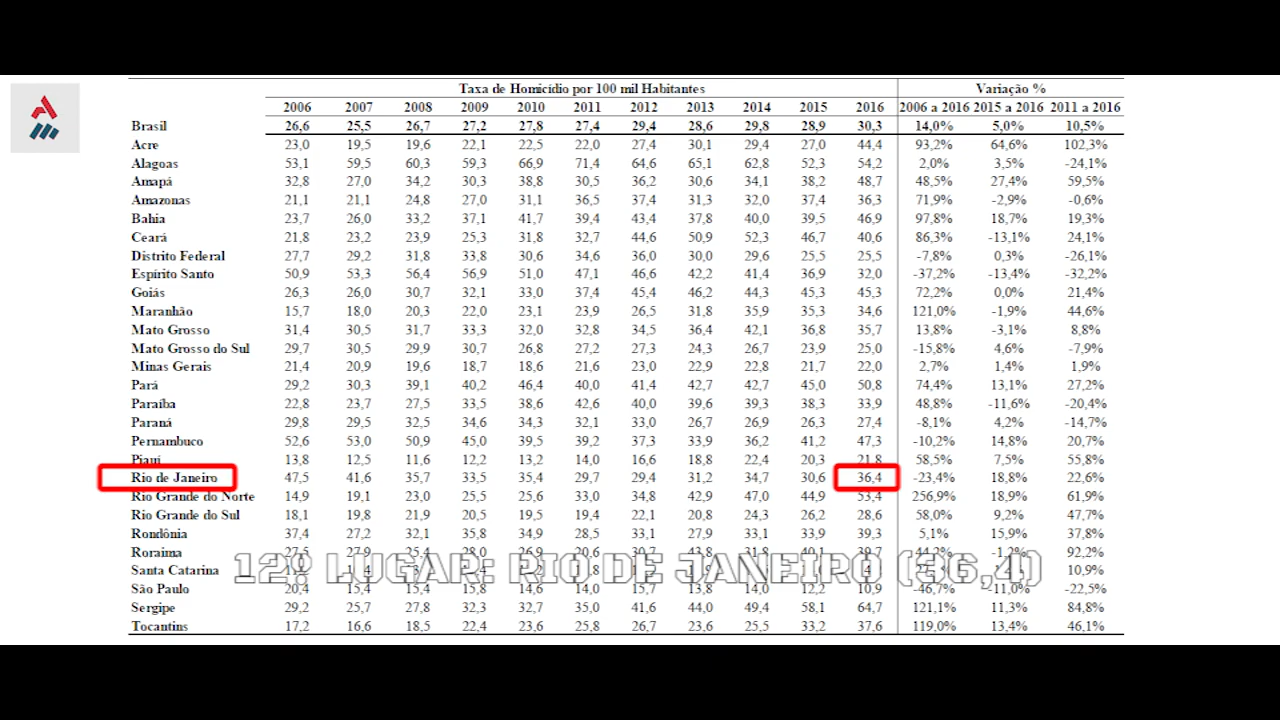 Taxa de Homicídio por 100 mil Habitantes Variação %
2006 2007 2008 2009 2010 2011 2012 2013 2014 2015 2016 2006 a 2016 2015 a 2016 2011 a 2016
Brasil 26,6 25,5 26,7 27,2 27,8 27,4 29,4 28,6 29,8 28,9 30,3 14,0% 5,0% 10,5%
Acre 23,0 19,5 19,6 22,1 22,5 22,0 27,4 30,1 29,4 27,0 44,4 93,2% 64,6% 102,3%
Alagoas 53,1 59,5 60,3 59,3 66,9 71,4 64,6 65,1 62,8 52,3 54,2 2,0% 3,5% -24,1%
Amapá 32,8 27,0 34,2 30,3 38,8 30,5 36,2 30,6 34,1 38,2 48,7 48,5% 27,4% 59,5%
Amazonas 21,1 21,1 24,8 27,0 31,1 36,5 37,4 31,3 32,0 37,4 36,3 71,9% -2,9% -0,6%
Bahia 23,7 26,0 33,2 37,1 41,7 39,4 43,4 37,8 40,0 39,5 46,9 97,8% 18,7% 19,3%
Ceará 21,8 23,2 23,9 25,3 31,8 32,7 44,6 50,9 52,3 46,7 40,6 86,3% -13,1% 24,1%
Distrito Federal 27,7 29,2 31,8 33,8 30,6 34,6 36,0 30,0 29,6 25,5 25,5 -7,8% 0,3% -26,1%
Espírito Santo 50,9 53,3 56,4 56,9 51,0 47,1 46,6 42,2 41,4 36,9 32,0 -37,2% -13,4% -32,2%
Goiás 26,3 26,0 30,7 32,1 33,0 37,4 45,4 46,2 44,3 45,3 45,3 72,2% 0,0% 21,4%
Maranhão 15,7 18,0 20,3 22,0 23,1 23,9 26,5 31,8 35,9 35,3 34,6 121,0% -1,9% 44,6%
Mato Grosso 31,4 30,5 31,7 33,3 32,0 32,8 34,5 36,4 42,1 36,8 35,7 13,8% -3,1% 8,8%
Mato Grosso do Sul 29,7 30,5 29,9 30,7 26,8 27,2 27,3 24,3 26,7 23,9 25,0 -15,8% 4,6% -7,9%
Minas Gerais 21,4 20,9 19,6 18,7 18,6 21,6 23,0 22,9 22,8 21,7 22,0 2,7% 1,4% 1,9%
Pará 29,2 30,3 39,1 40,2 46,4 40,0 41,4 42,7 42,7 45,0 50,8 74,4% 13,1% 27,2%
Paraíba 22,8 23,7 27,5 33,5 38,6 42,6 40,0 39,6 39,3 38,3 33,9 48,8% -11,6% -20,4%
Paraná 29,8 29,5 32,5 34,6 34,3 32,1 33,0 26,7 26,9 26,3 27,4 -8,1% 4,2% -14,7%
Pernambuco 52,6 53,0 50,9 45,0 39,5 39,2 37,3 33,9 36,2 41,2 47,3 -10,2% 14,8% 20,7%
Piauí 13,8 12,5 11,6 12,2 13,2 14,0 16,6 18,8 22,4 20,3 21,8 58,5% 7,5% 55,8%
Rio de Janeiro 47,5 41,6 35,7 33,5 35,4 29,7 29,4 31,2 34,7 30,6 36,4 -23,4% 18,8% 22,6%
Rio Grande do Norte 14,9 19,1 23,0 25,5 25,6 33,0 34,8 42,9 47,0 44,9 53,4 256,9% 18,9% 61,9%
Rio Grande do Sul 18,1 19,8 21,9 20,5 19,5 19,4 22,1 20,8 24,3 26,2 28,6 58,0% 9,2% 47,7%
Rondônia 37,4 27,2 32,1 35,8 34,9 28,5 33,1 27,9 33,1 33,9 39,3 5,1% 15,9% 37,8%
Roraima 27,5 27,9 25,4 28,0 26,9 20,6 30,7 43,8 31,8 40,1 39,7 44,2% -1,2% 92,2%
12º LUGAR: RIO DE JANEIRO (36,4)
Santa Catarina 10,9%
São Paulo 20,4 15,4 15,4 15,8 14,6 14,0 15,7 13,8 14,0 12,2 10,9 -46,7% -11,0% -22,5%
Sergipe 29,2 25,7 27,8 32,3 32,7 35,0 41,6 44,0 49,4 58,1 64,7 121,1% 11,3% 84,8%
Tocantins 17,2 16,6 18,5 22,4 23,6 25,8 26,7 23,6 25,5 33,2 37,6 119,0% 13,4% 46,1%